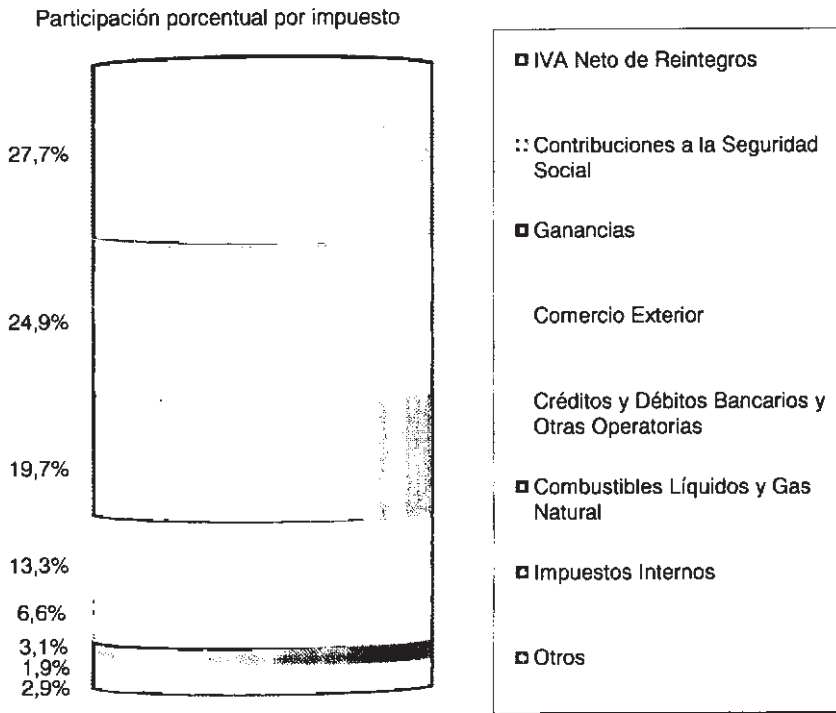 Participación porcentual por impuesto
27,7%
24,9%
19,7%
13,3%
6,6%
3,1%
1,9%
2,9%
IVA Neto de Reintegros
Contribuciones a la Seguridad
Social
Ganancias
Comercio Exterior
Créditos y Débitos Bancarios y
Otras Operatorias
Combustibles Líquidos y Gas
Natural
Impuestos Internos
Otros